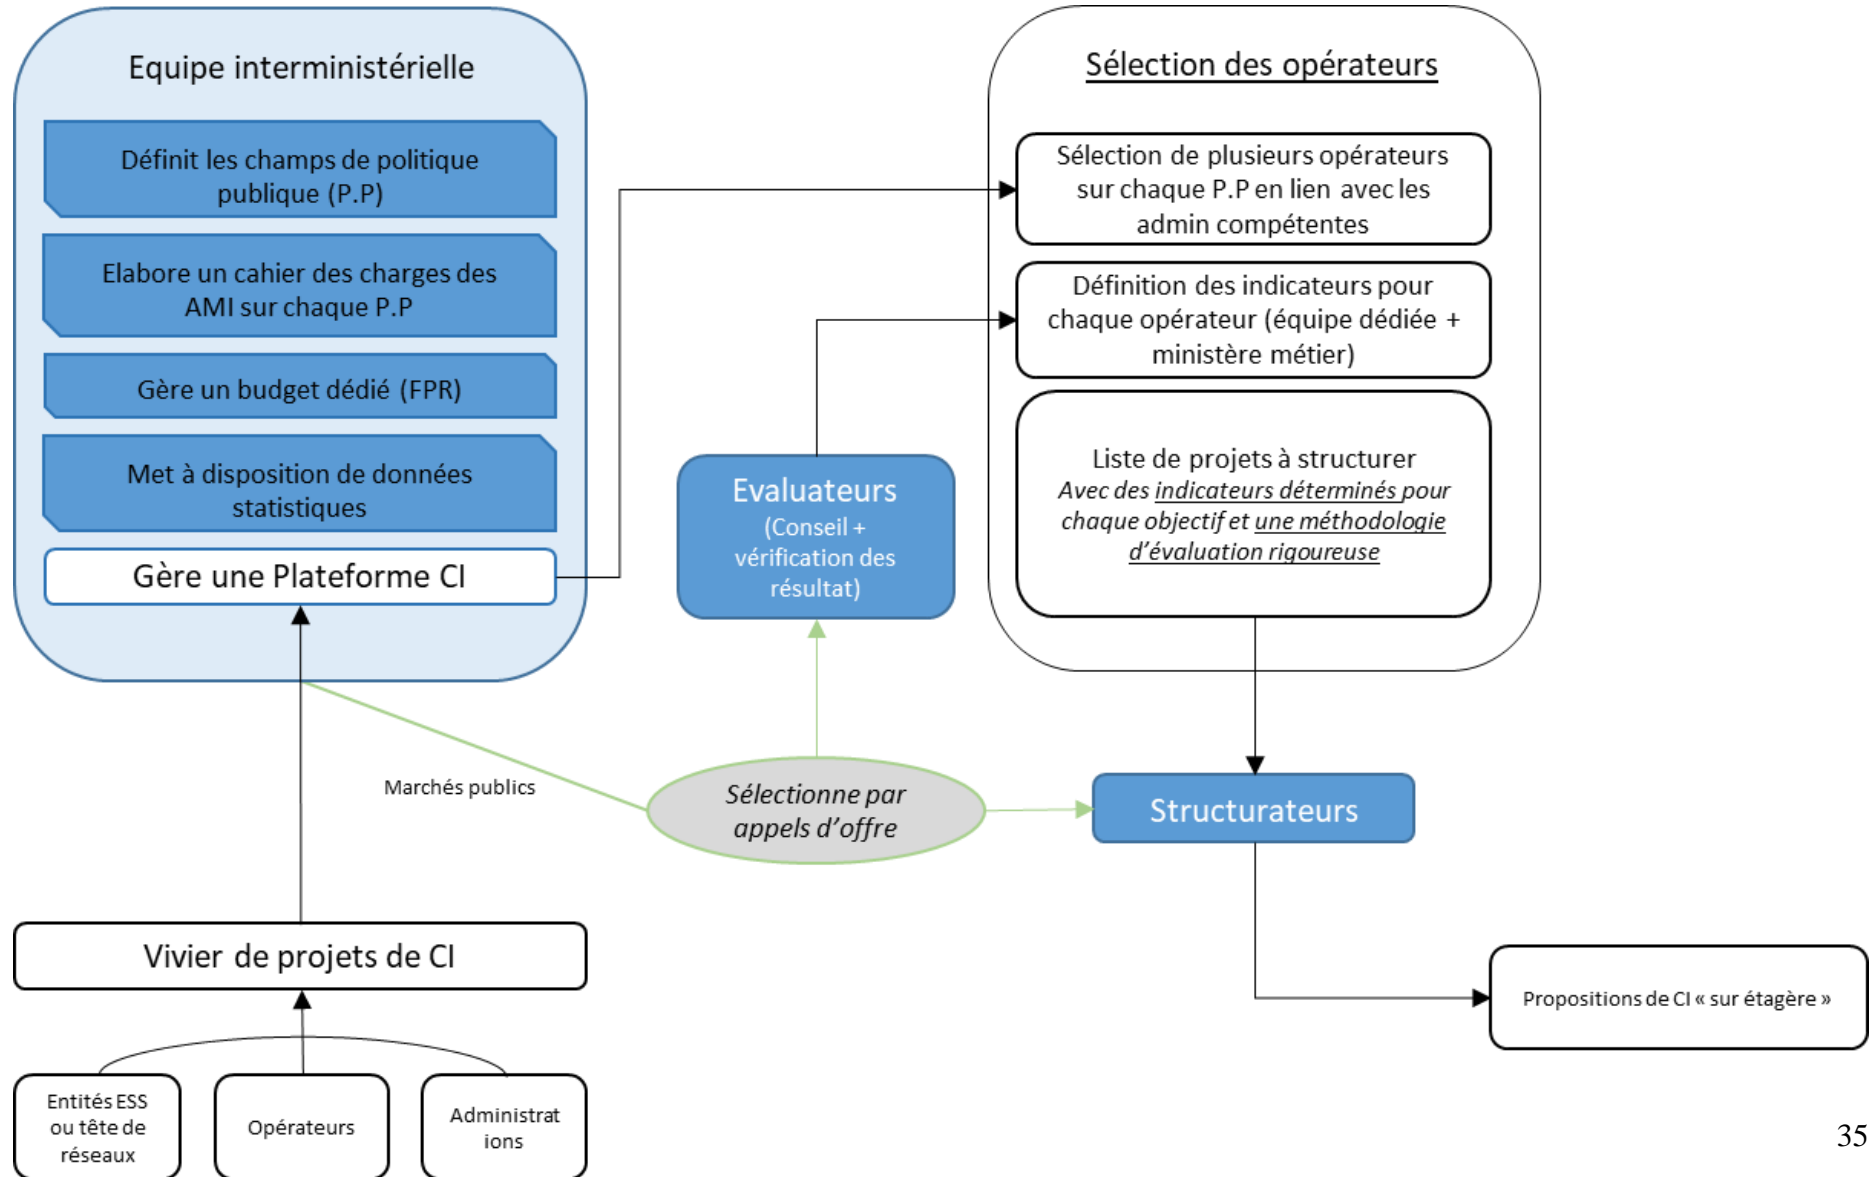 Equipe interministérielle
Définit les champs de politique
publique (P.P)
Elabore un cahier des charges des
AMI sur chaque P.P
Gère un budget dédié (FPR)
Met à disposition de données
statistiques
Gère une Plateforme CI
Sélection des opérateurs
Sélection de plusieurs opérateurs
sur chaque P.P en lien avec les
admin compétentes
Définition des indicateurs pour
chaque opérateur (équipe dédiée +
ministère métier)
Liste de projets à structurer
Avec des indicateurs déterminés pour
chaque objectif et une méthodologie
d’évaluation rigoureuse
Evaluateurs
(Conseil +
vérification des
résultat)
Marchés publics
Sélectionne par
appels d’offre
Structurateurs
Vivier de projets de CI
Propositions de CI « sur étagère »
Entités ESS
ou tête de
réseaux
Opérateurs
Administrat
ions
35